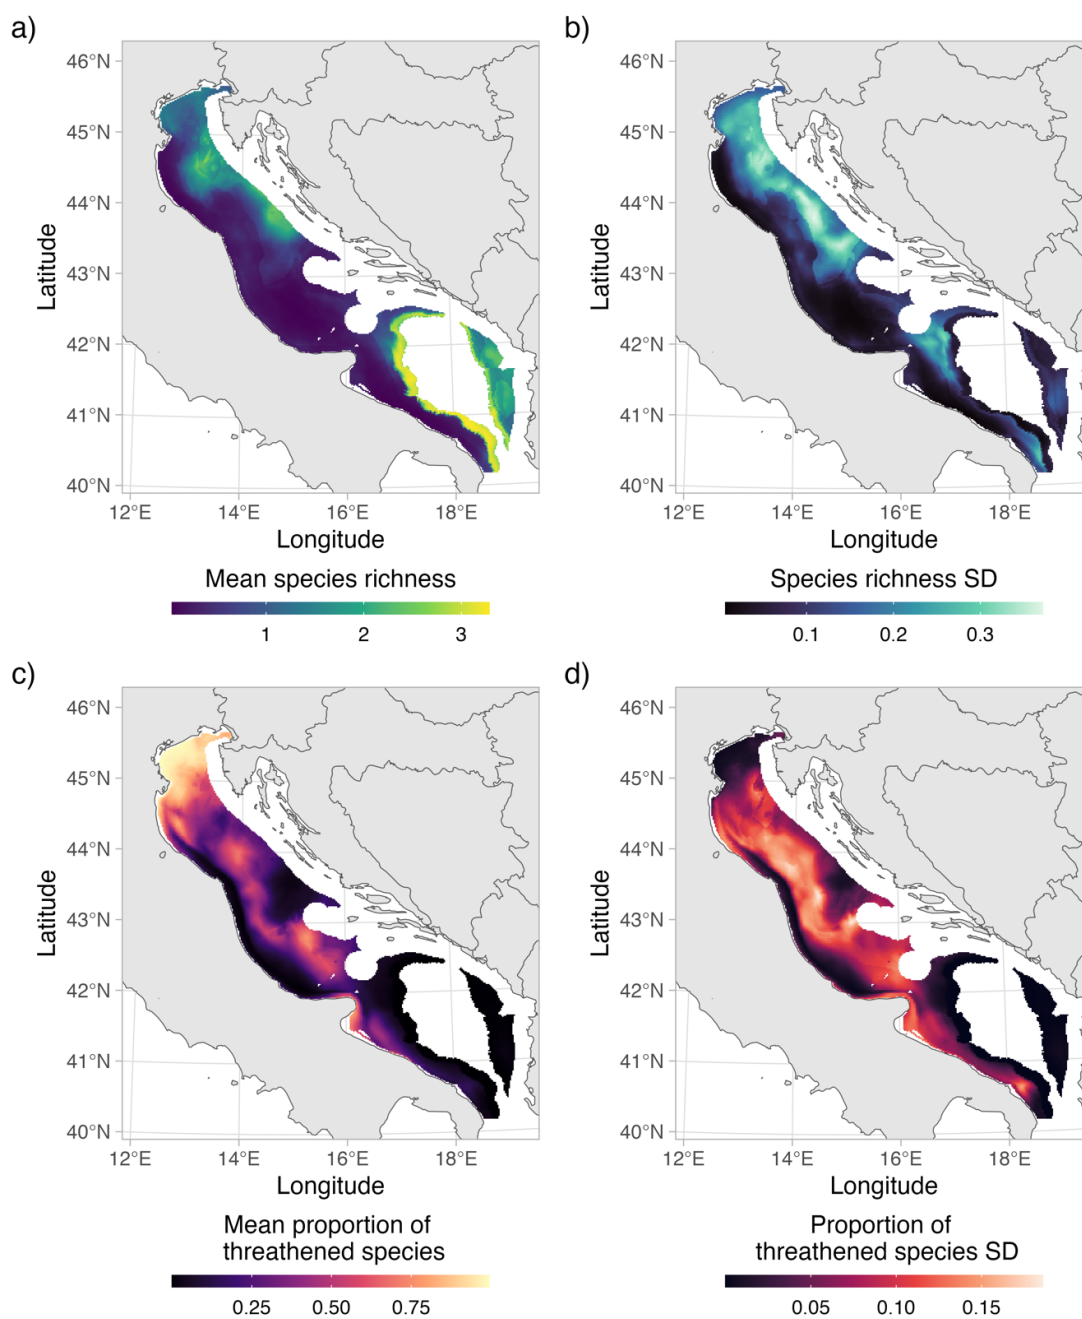 a)
b)
46°N
45°N
44°N
43°N
42°N
41°N
40°N
12°E 14°E 16°E 18°E
Latitude
Longitude
46°N
45°N
44°N
43°N
42°N
41°N
40°N
12°E 14°E 16°E 18°E
Latitude
Longitude
Mean species richness
1 2 3
Species richness SD
0.1 0.2 0.3
c)
d)
46°N
45°N
44°N
43°N
42°N
41°N
40°N
12°E 14°E 16°E 18°E
Latitude
Longitude
46°N
45°N
44°N
43°N
42°N
41°N
40°N
12°E 14°E 16°E 18°E
Latitude
Longitude
Mean proportion of
threathened species
0.25 0.50 0.75
Proportion of
threathened species SD
0.05 0.10 0.15